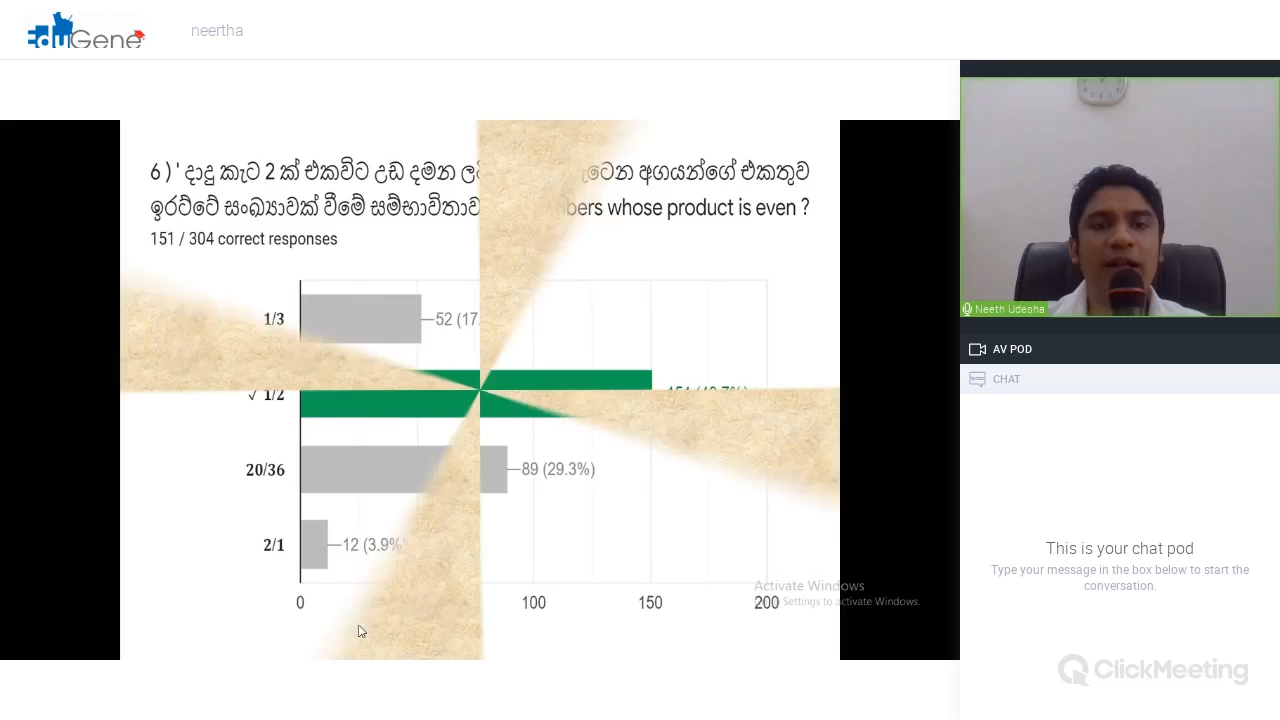 EduGene
neertha
6 ) ' දාදු කැට 2 ක් එකවිට උඩ දමන අගයන්ගේ එකතුව
ඉරට්ටේ සංඛ්‍යාවක් වීමේ සම්භාවිතාව whose product is even ?
151 / 304 correct responses
1/3
52
✓ 1/2
20/36
89 (29.3%)
2/1
12 (3.9%)
0
100
150
200
Activate Windows
Settings to activate Windows.
Neeth Udesha
AV POD
CHAT
This is your chat pod
Type your message in the box below to start the
conversation.
ClickMeeting